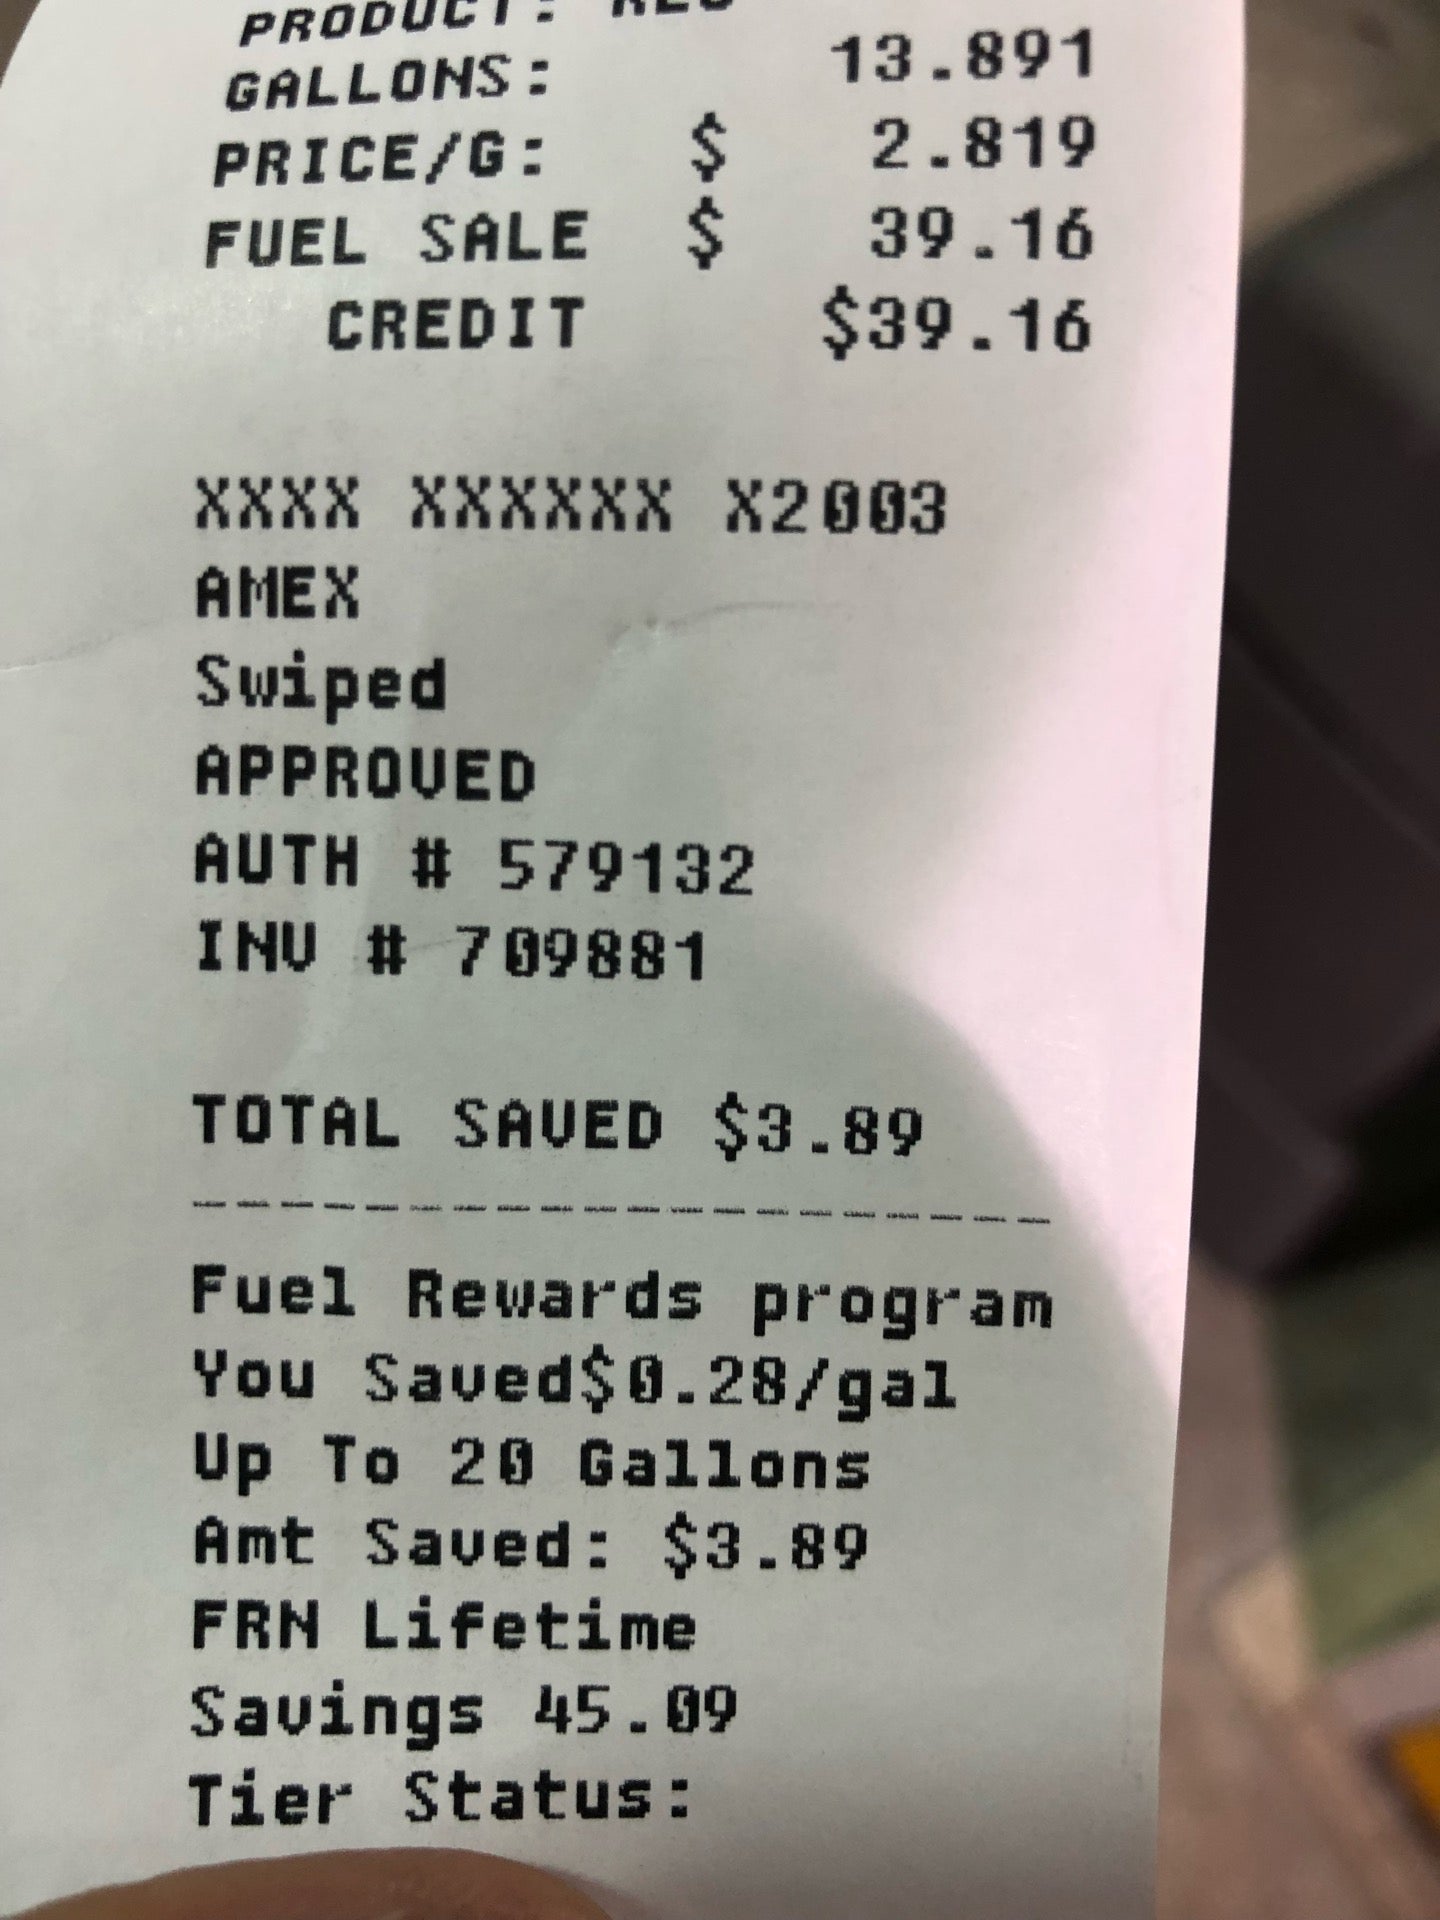 PRODUCT: REG
GALLONS: 13.891
PRICE/G: $ 2.819
FUEL SALE $ 39.16
CREDIT $39.16
XXXX XXXXXX X2003
AMEX
Swiped
APPROVED
AUTH # 579132
INV # 709881
TOTAL SAVED $3.89
--------------------
Fuel Rewards program
You Saved$0.28/gal
Up To 20 Gallons
Amt Saved: $3.89
FRN Lifetime
Savings 45.09
Tier Status: